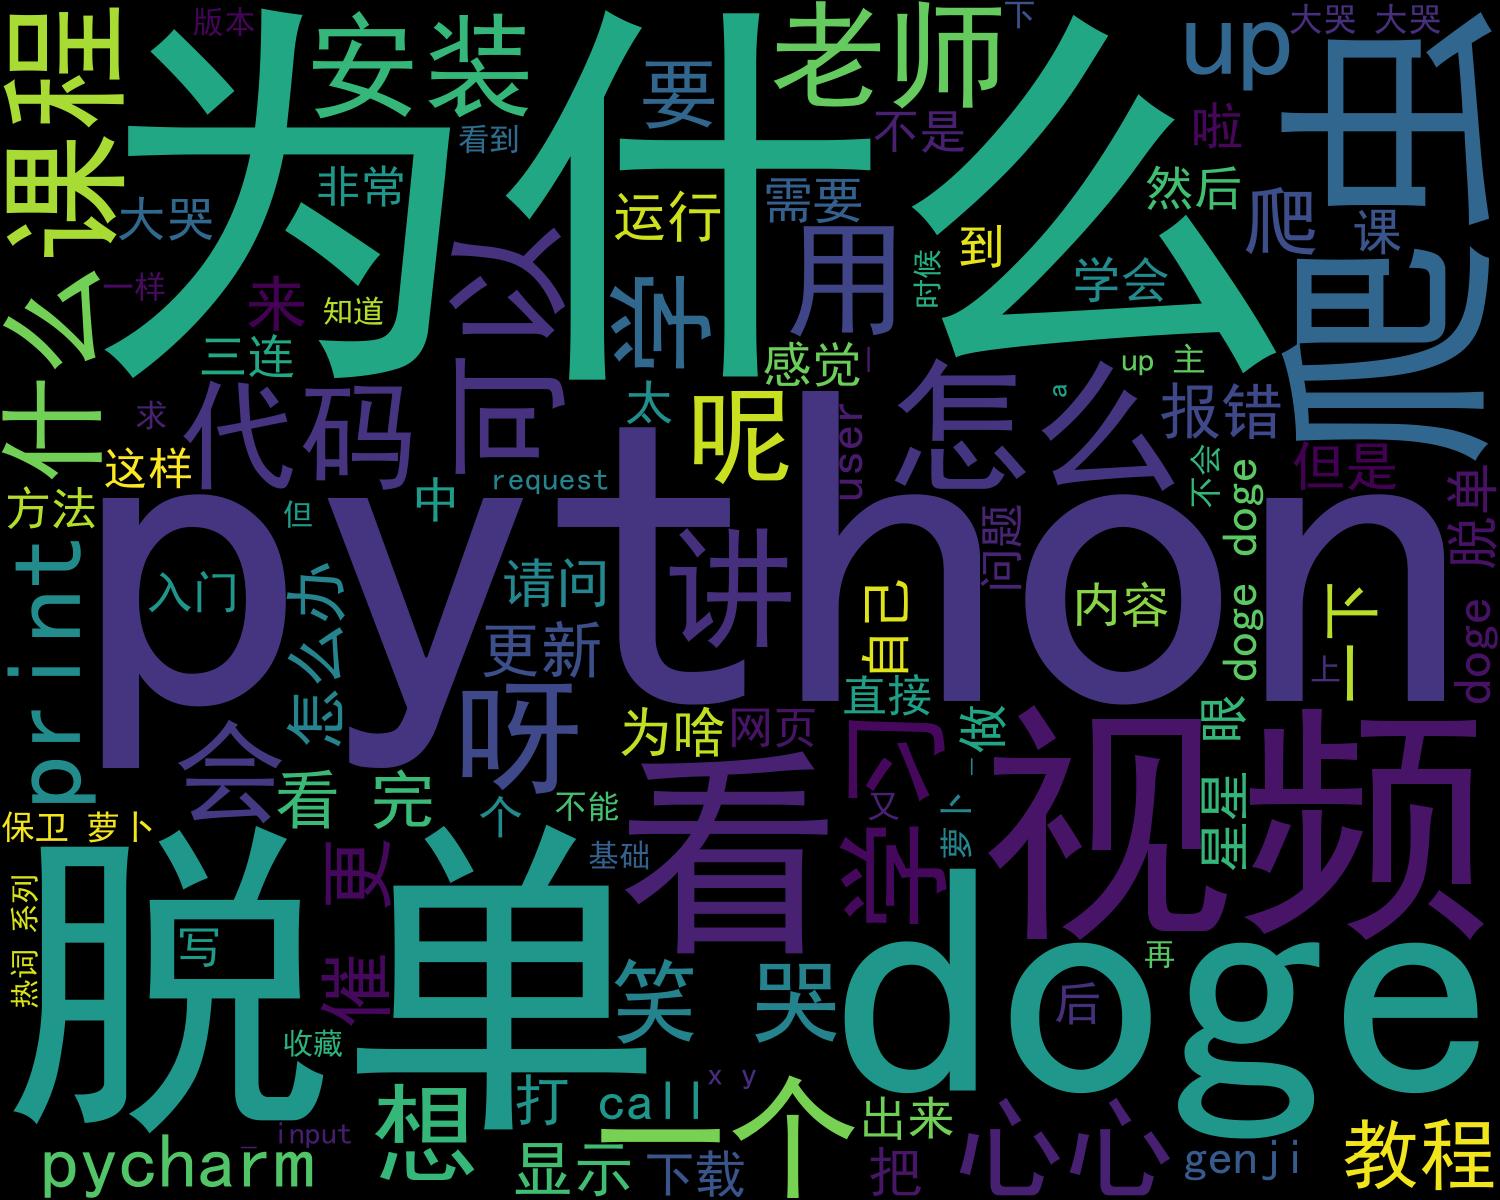 版本
安装
老师
下
up
大哭 大哭
课程
为什么
要
看到
不是
啦
爬虫
大哭
非常
运行
需要
然后
爬
课
可以
学
用
时候
到
学会
一样
来
知道
三连
什么
感觉
一
up 主
求
代码
太
呢
user
怎么
a
报错
这样
request
不会
但是
方法
但
中
doge doge
doge 脱单
print
python
入门
怎么办
请问
讲
问题
内容
一下
更新
自己
上
直接
会
呀
为啥
网页
学习
做
视频
星星 眼
看 完
个
不能
看
又
_
萝卜
保卫 萝卜
脱单
doge
催 更
基础
热词 系列
写
笑 哭
再
后
收藏
想
打
call
x y
一个
出来
心心
_ input
pycharm
显示
下载
把
genji
教程